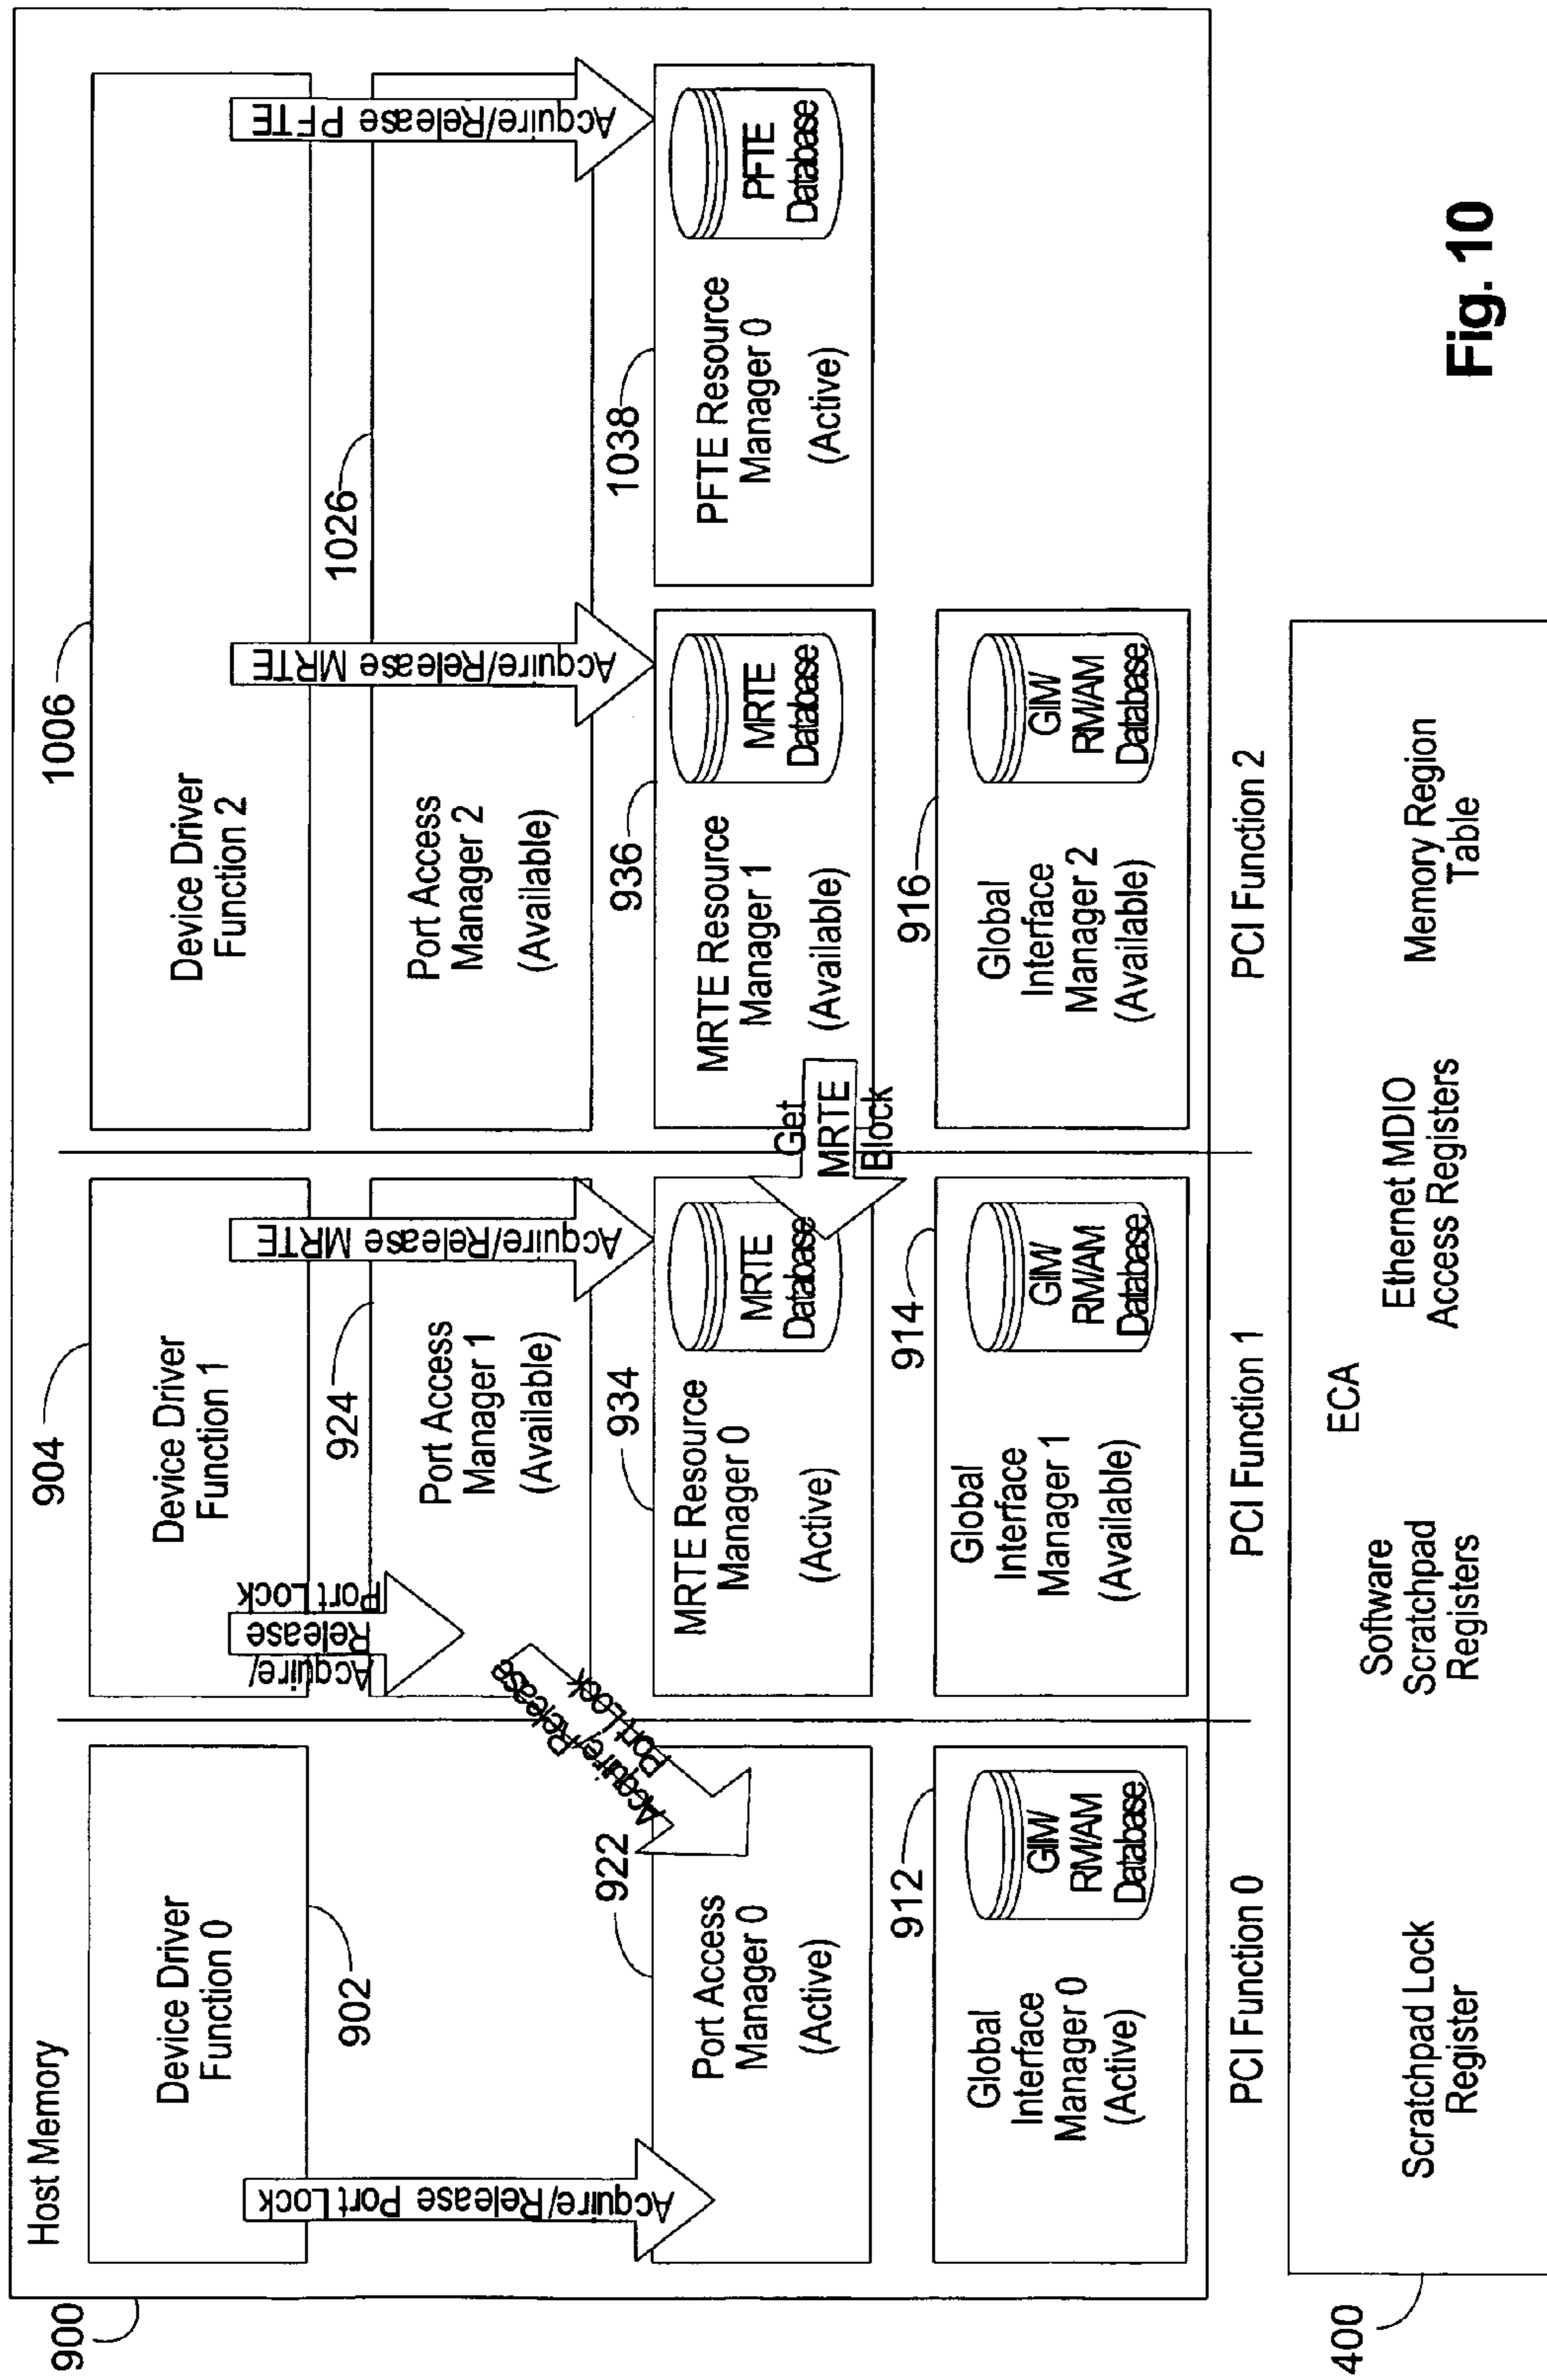 Host Memory
900
Device Driver
Function 0
902
Acquire/Release Port Lock
922
Port Access
Manager 0
(Active)
912
Global
Interface
Manager 0
(Active)
GIM/
RM/AM
Database
PCI Function 0
904
Device Driver
Function 1
Acquire/
Release
Port Lock
924
Port Access
Manager 1
(Available)
Acquire/Release
Port Lock
Acquire/Release MRTE
934
MRTE Resource
Manager 0
(Active)
MRTE
Database
914
Global
Interface
Manager 1
(Available)
GIM/
RM/AM
Database
PCI Function 1
1006
Device Driver
Function 2
1026
Port Access
Manager 2
(Available)
Acquire/Release MRTE
Acquire/Release PFTE
936
MRTE Resource
Manager 1
(Available)
MRTE
Database
Get
MRTE
Block
1038
PFTE Resource
Manager 0
(Active)
PFTE
Database
916
Global
Interface
Manager 2
(Available)
GIM/
RM/AM
Database
PCI Function 2
400
ECA
Scratchpad Lock
Register
Software
Scratchpad
Registers
Ethernet MDIO
Access Registers
Memory Region
Table
Fig. 10